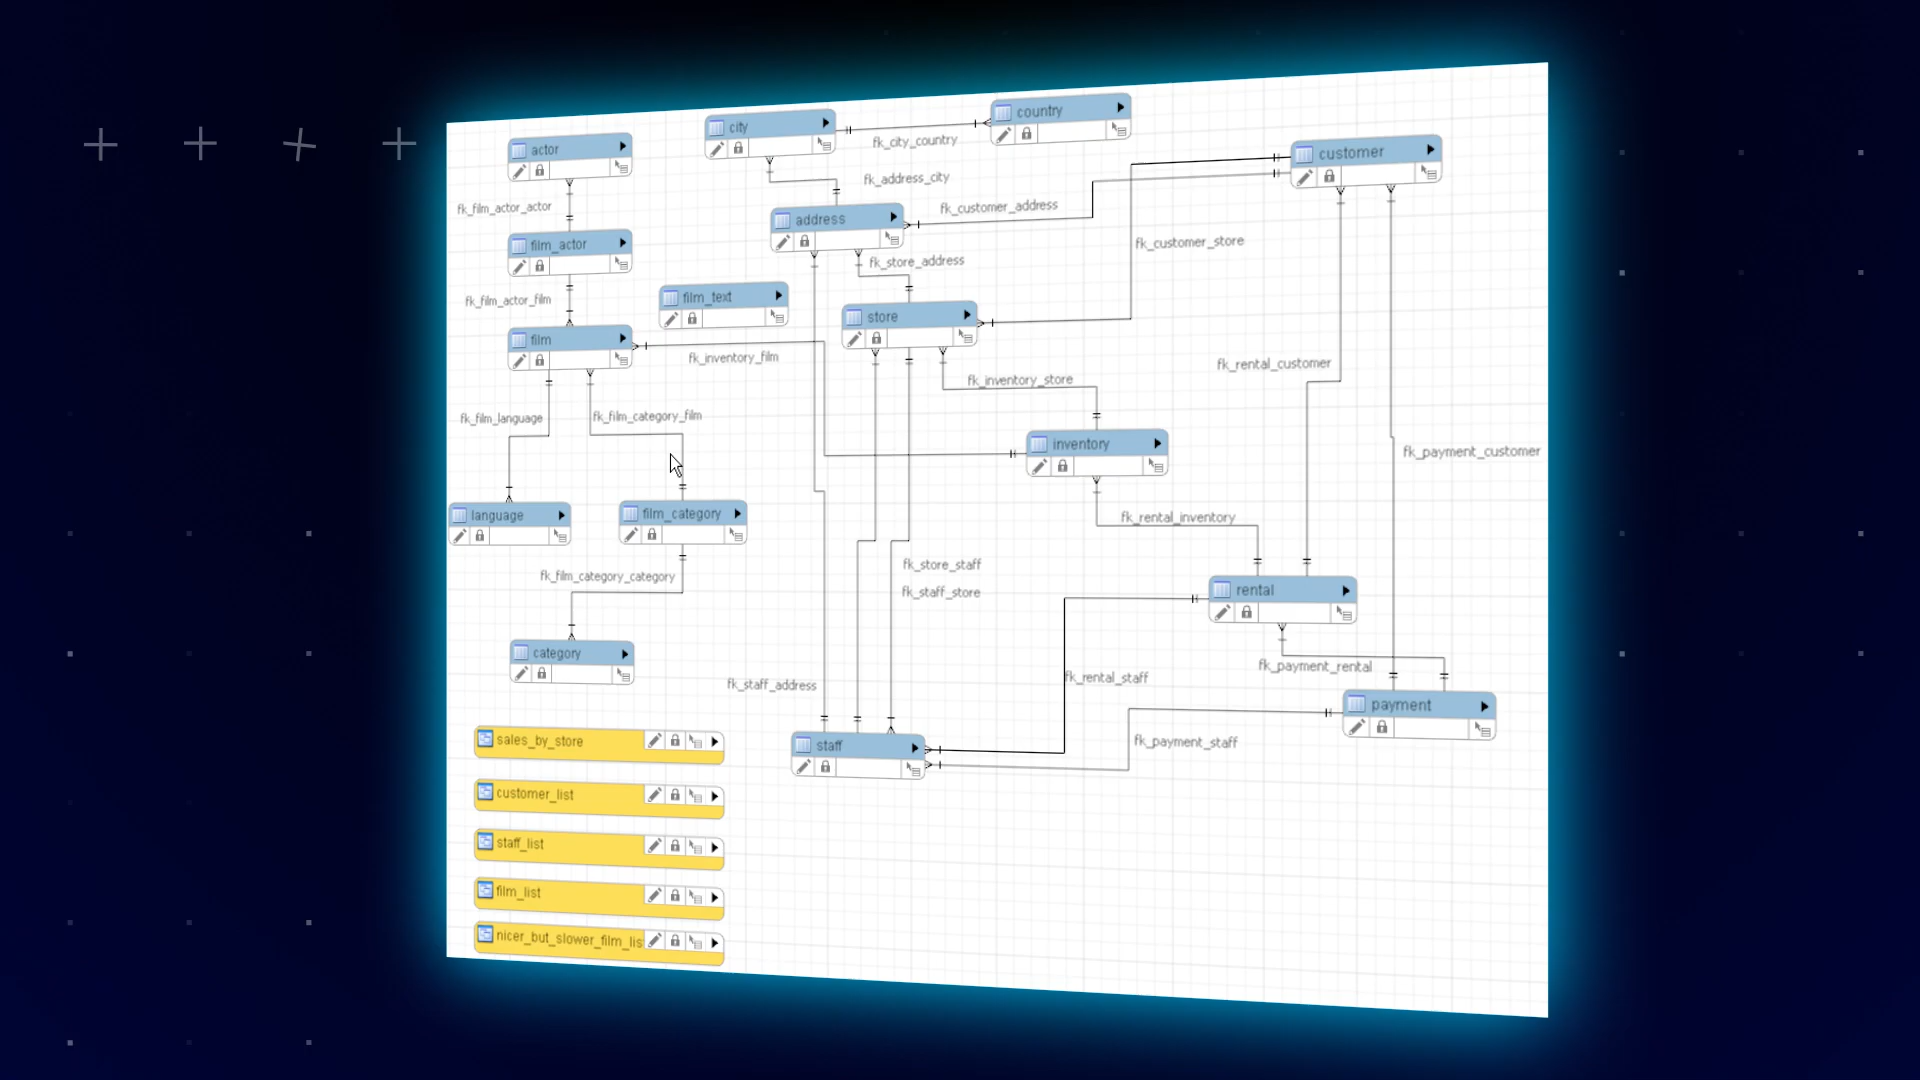 country
city
fk_city_country
actor
customer
fk_address_city
fk_film_actor_actor
fk_customer_address
address
film_actor
fk_customer_store
fk_store_address
fk_film_actor_film
film_text
store
film
fk_inventory_film
fk_rental_customer
fk_inventory_store
fk_film_language
fk_film_category_film
inventory
fk_payment_customer
language
film_category
fk_rental_inventory
fk_store_staff
fk_film_category_category
fk_staff_store
rental
category
fk_payment_rental
fk_rental_staff
fk_staff_address
payment
sales_by_store
staff
fk_payment_staff
customer_list
staff_list
film_list
nicer_but_slower_film_lis